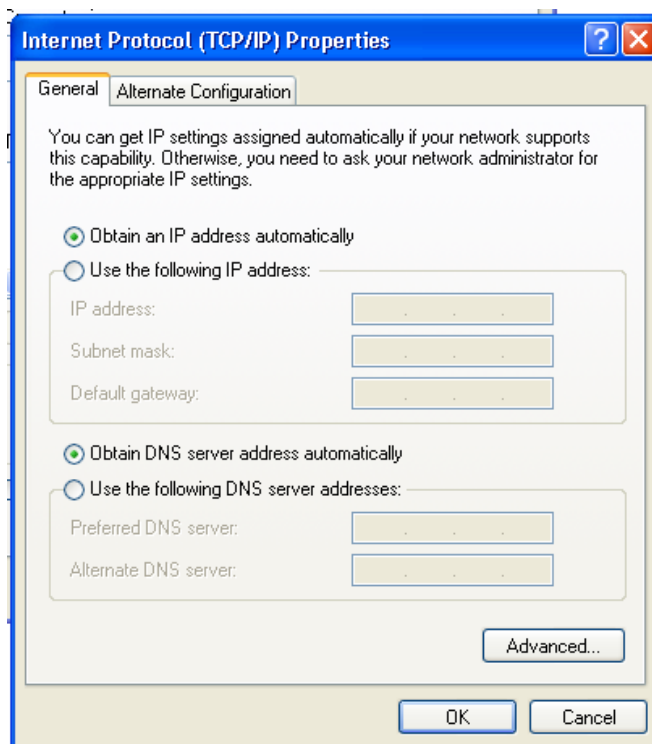 Internet Protocol (TCP/IP) Properties
General
Alternate Configuration
You can get IP settings assigned automatically if your network supports
this capability. Otherwise, you need to ask your network administrator for
the appropriate IP settings.
Obtain an IP address automatically
Use the following IP address:
IP address:
Subnet mask:
Default gateway:
Obtain DNS server address automatically
Use the following DNS server addresses:
Preferred DNS server:
Alternate DNS server:
Advanced...
OK
Cancel